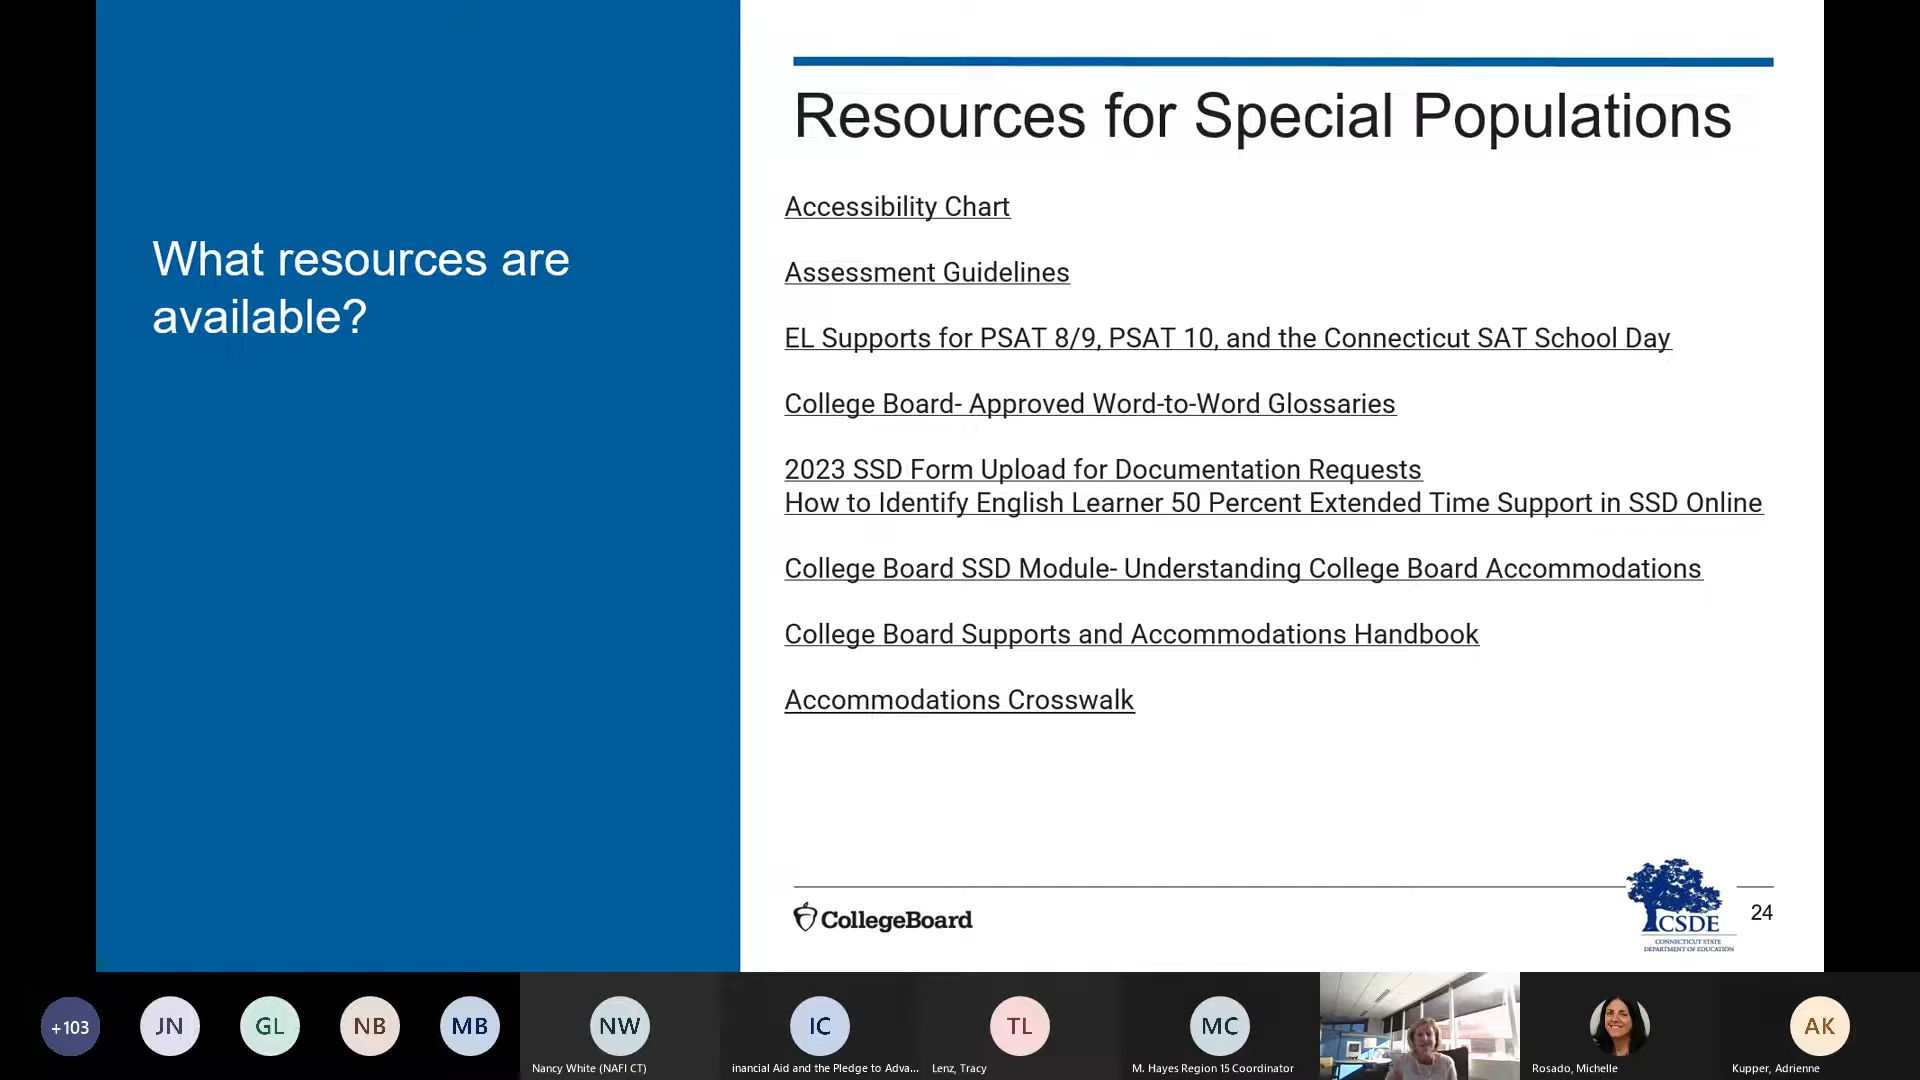 What resources are
available?
Resources for Special Populations
Accessibility Chart
Assessment Guidelines
EL Supports for PSAT 8/9, PSAT 10, and the Connecticut SAT School Day
College Board- Approved Word-to-Word Glossaries
2023 SSD Form Upload for Documentation Requests
How to Identify English Learner 50 Percent Extended Time Support in SSD Online
College Board SSD Module- Understanding College Board Accommodations
College Board Supports and Accommodations Handbook
Accommodations Crosswalk
CollegeBoard
CSDE
CONNECTICUT STATE
DEPARTMENT OF EDUCATION
24
+103
JN
GL
NB
MB
NW
IC
TL
MC
AK
Nancy White (NAFI CT)
inancial Aid and the Pledge to Adva...
Lenz, Tracy
M. Hayes Region 15 Coordinator
Rosado, Michelle
Kupper, Adrienne